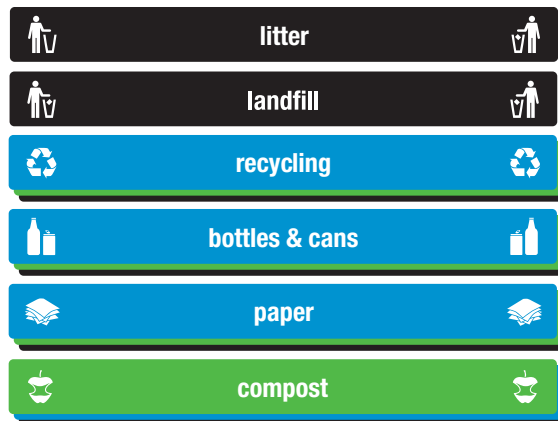 litter
landfill
recycling
bottles & cans
paper
compost